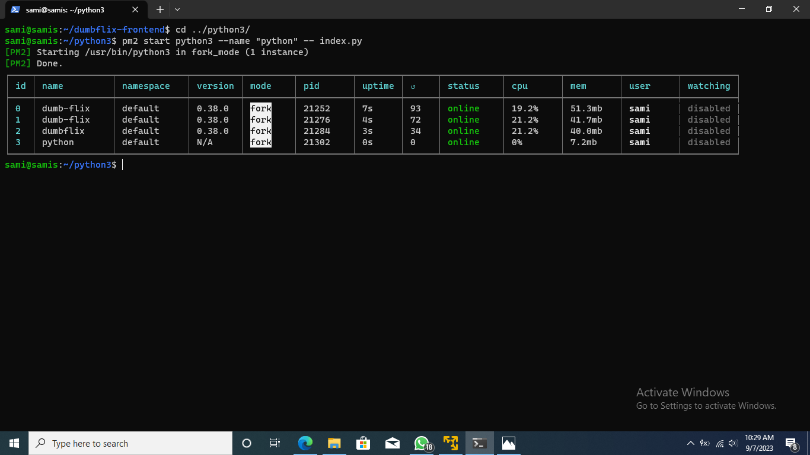 sami@samis: ~/python3
sami@samis:~/dumbflix-frontend$ cd ../python3/
sami@samis:~/python3$ pm2 start python3 --name "python" -- index.py
[PM2] Starting /usr/bin/python3 in fork_mode (1 instance)
[PM2] Done.
id name namespace version mode pid uptime ↺ status cpu mem user watching
0 dumb-flix default 0.38.0 fork 21252 7s 93 online 19.2% 51.3mb sami disabled
1 dumb-flix default 0.38.0 fork 21276 4s 72 online 21.2% 41.7mb sami disabled
2 dumbflix default 0.38.0 fork 21284 3s 34 online 21.2% 40.0mb sami disabled
3 python default N/A fork 21302 0s 0 online 0% 7.2mb sami disabled
sami@samis:~/python3$
Activate Windows
Go to Settings to activate Windows.
Type here to search
18
10:29 AM
9/7/2023